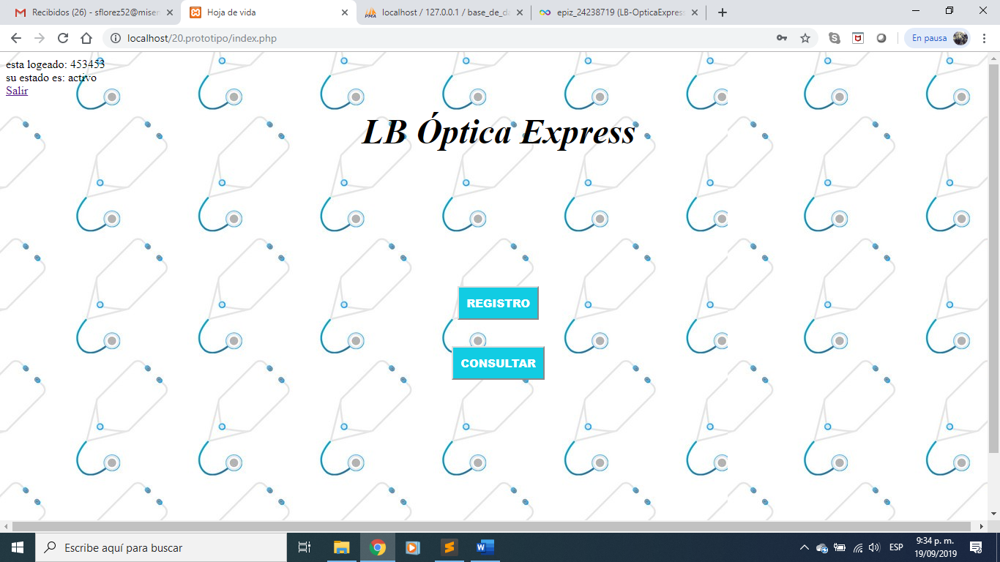 Recibidos (26) - sflorez52@misen
Hoja de vida
localhost / 127.0.0.1 / base_de_da
epiz_24238719 (LB-OpticaExpress
localhost/20.prototipo/index.php
En pausa
esta logeado: 453453
su estado es: activo
Salir
LB Óptica Express
REGISTRO
CONSULTAR
Escribe aquí para buscar
ESP
9:34 p. m.
19/09/2019